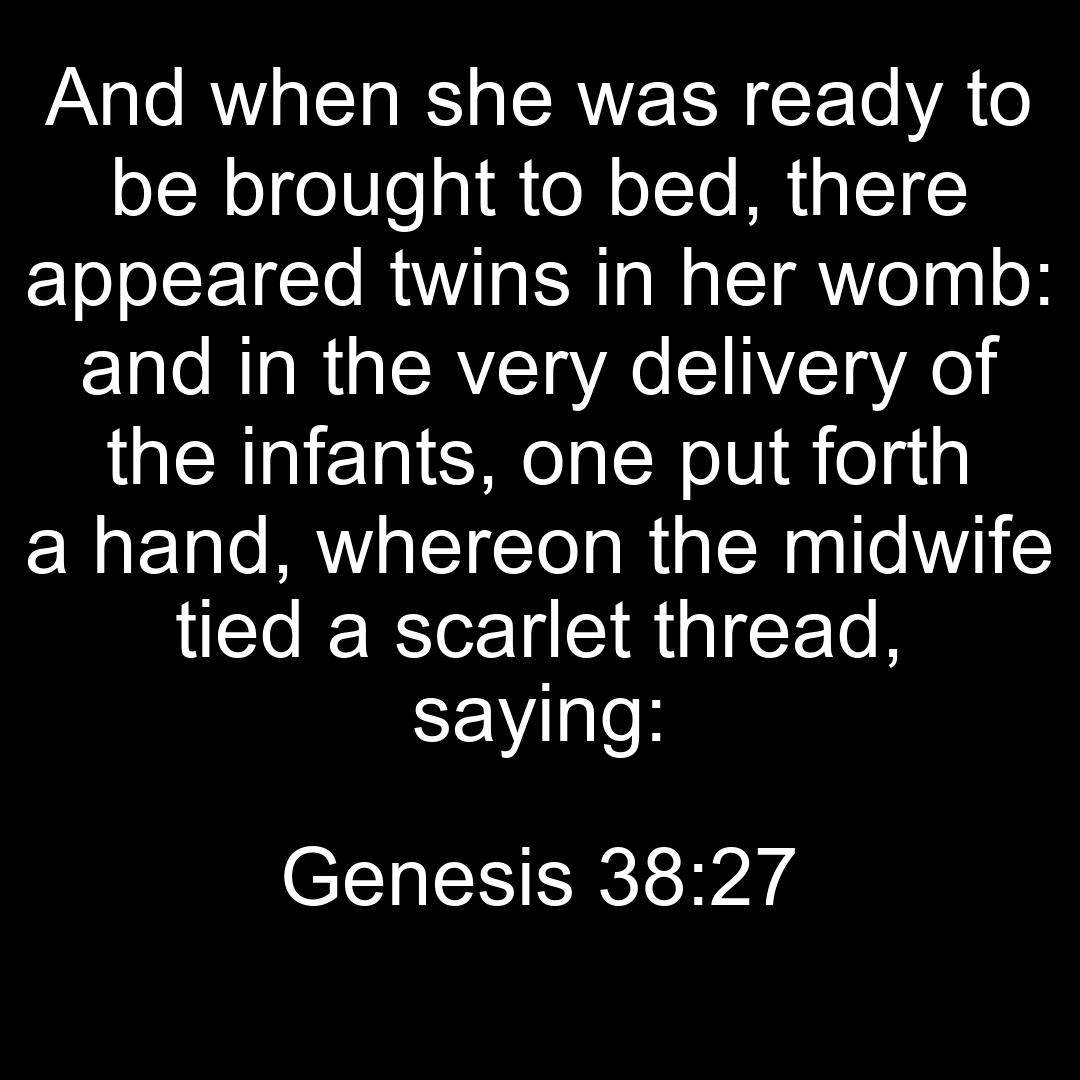 And when she was ready to
be brought to bed, there
appeared twins in her womb:
and in the very delivery of
the infants, one put forth
a hand, whereon the midwife
tied a scarlet thread,
saying:
Genesis 38:27